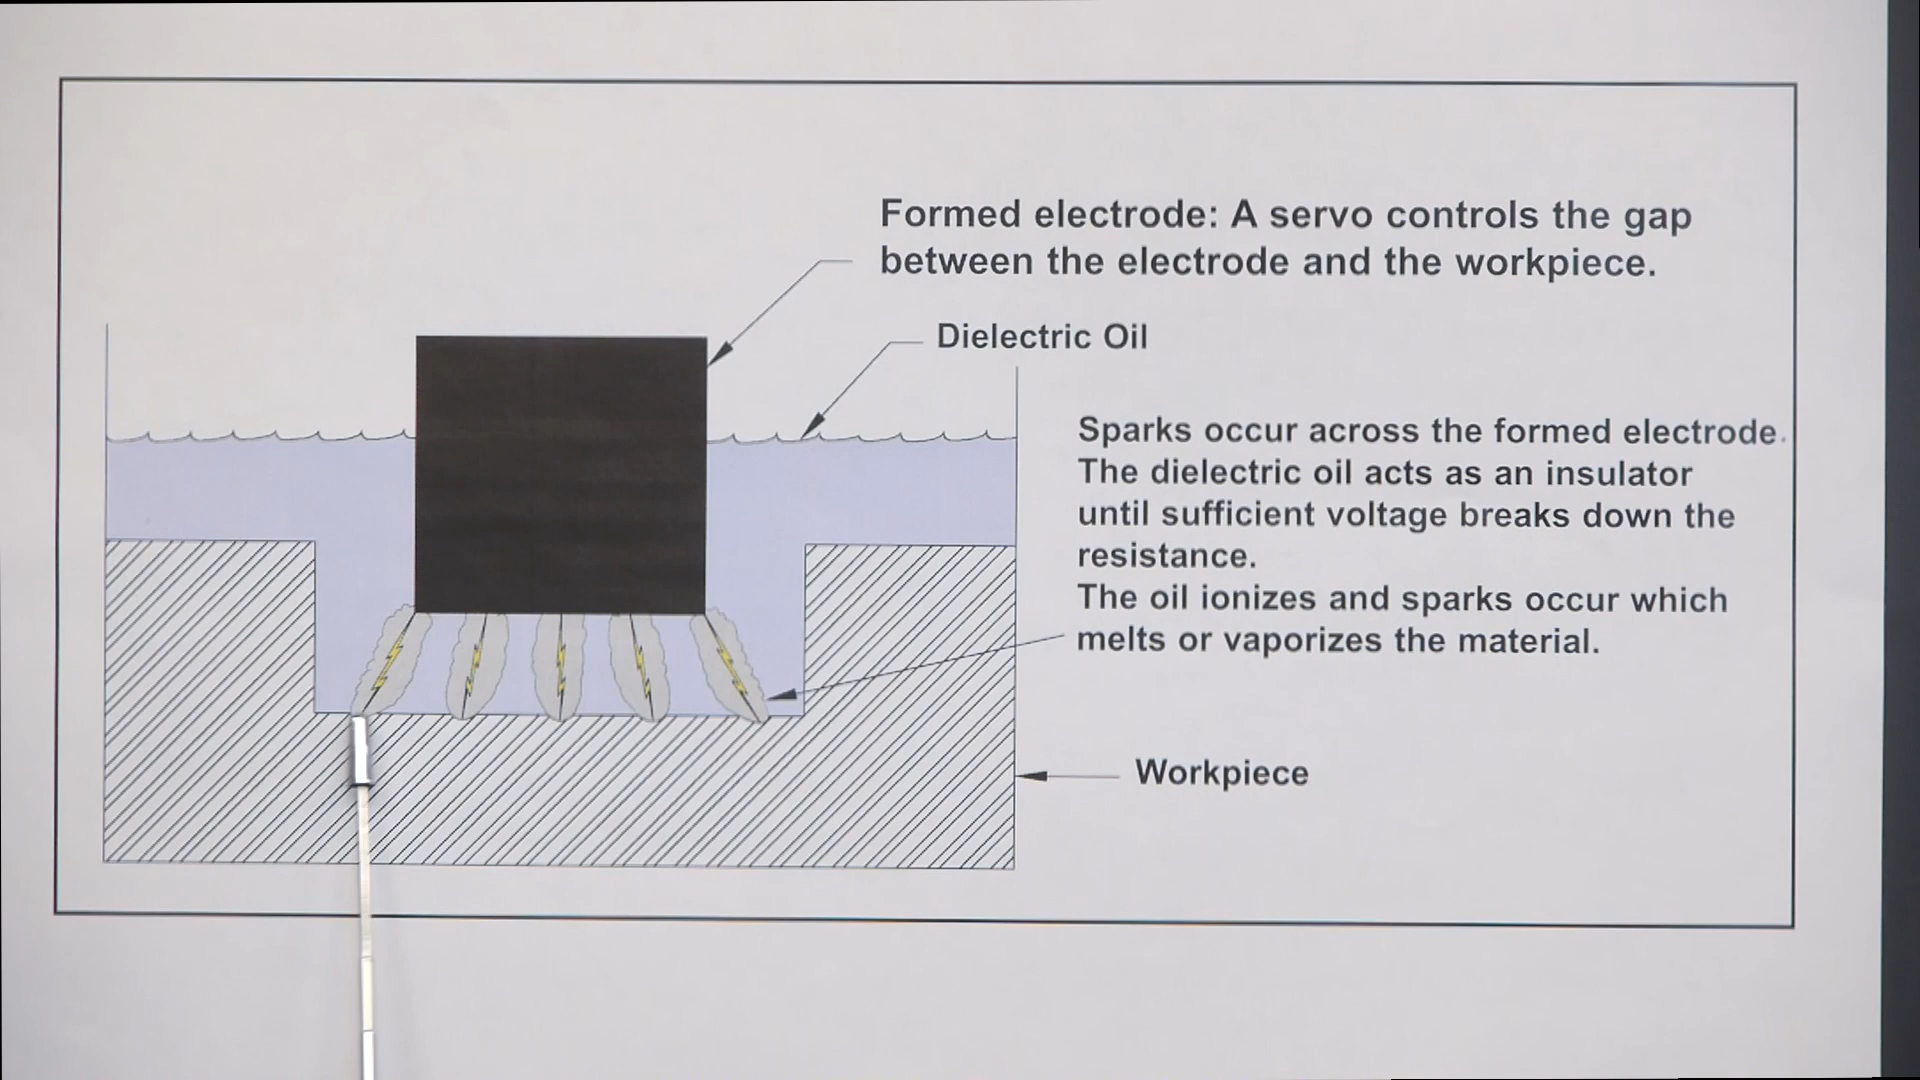 Formed electrode: A servo controls the gap
between the electrode and the workpiece.
Dielectric Oil
Sparks occur across the formed electrode.
The dielectric oil acts as an insulator
until sufficient voltage breaks down the
resistance.
The oil ionizes and sparks occur which
melts or vaporizes the material.
Workpiece